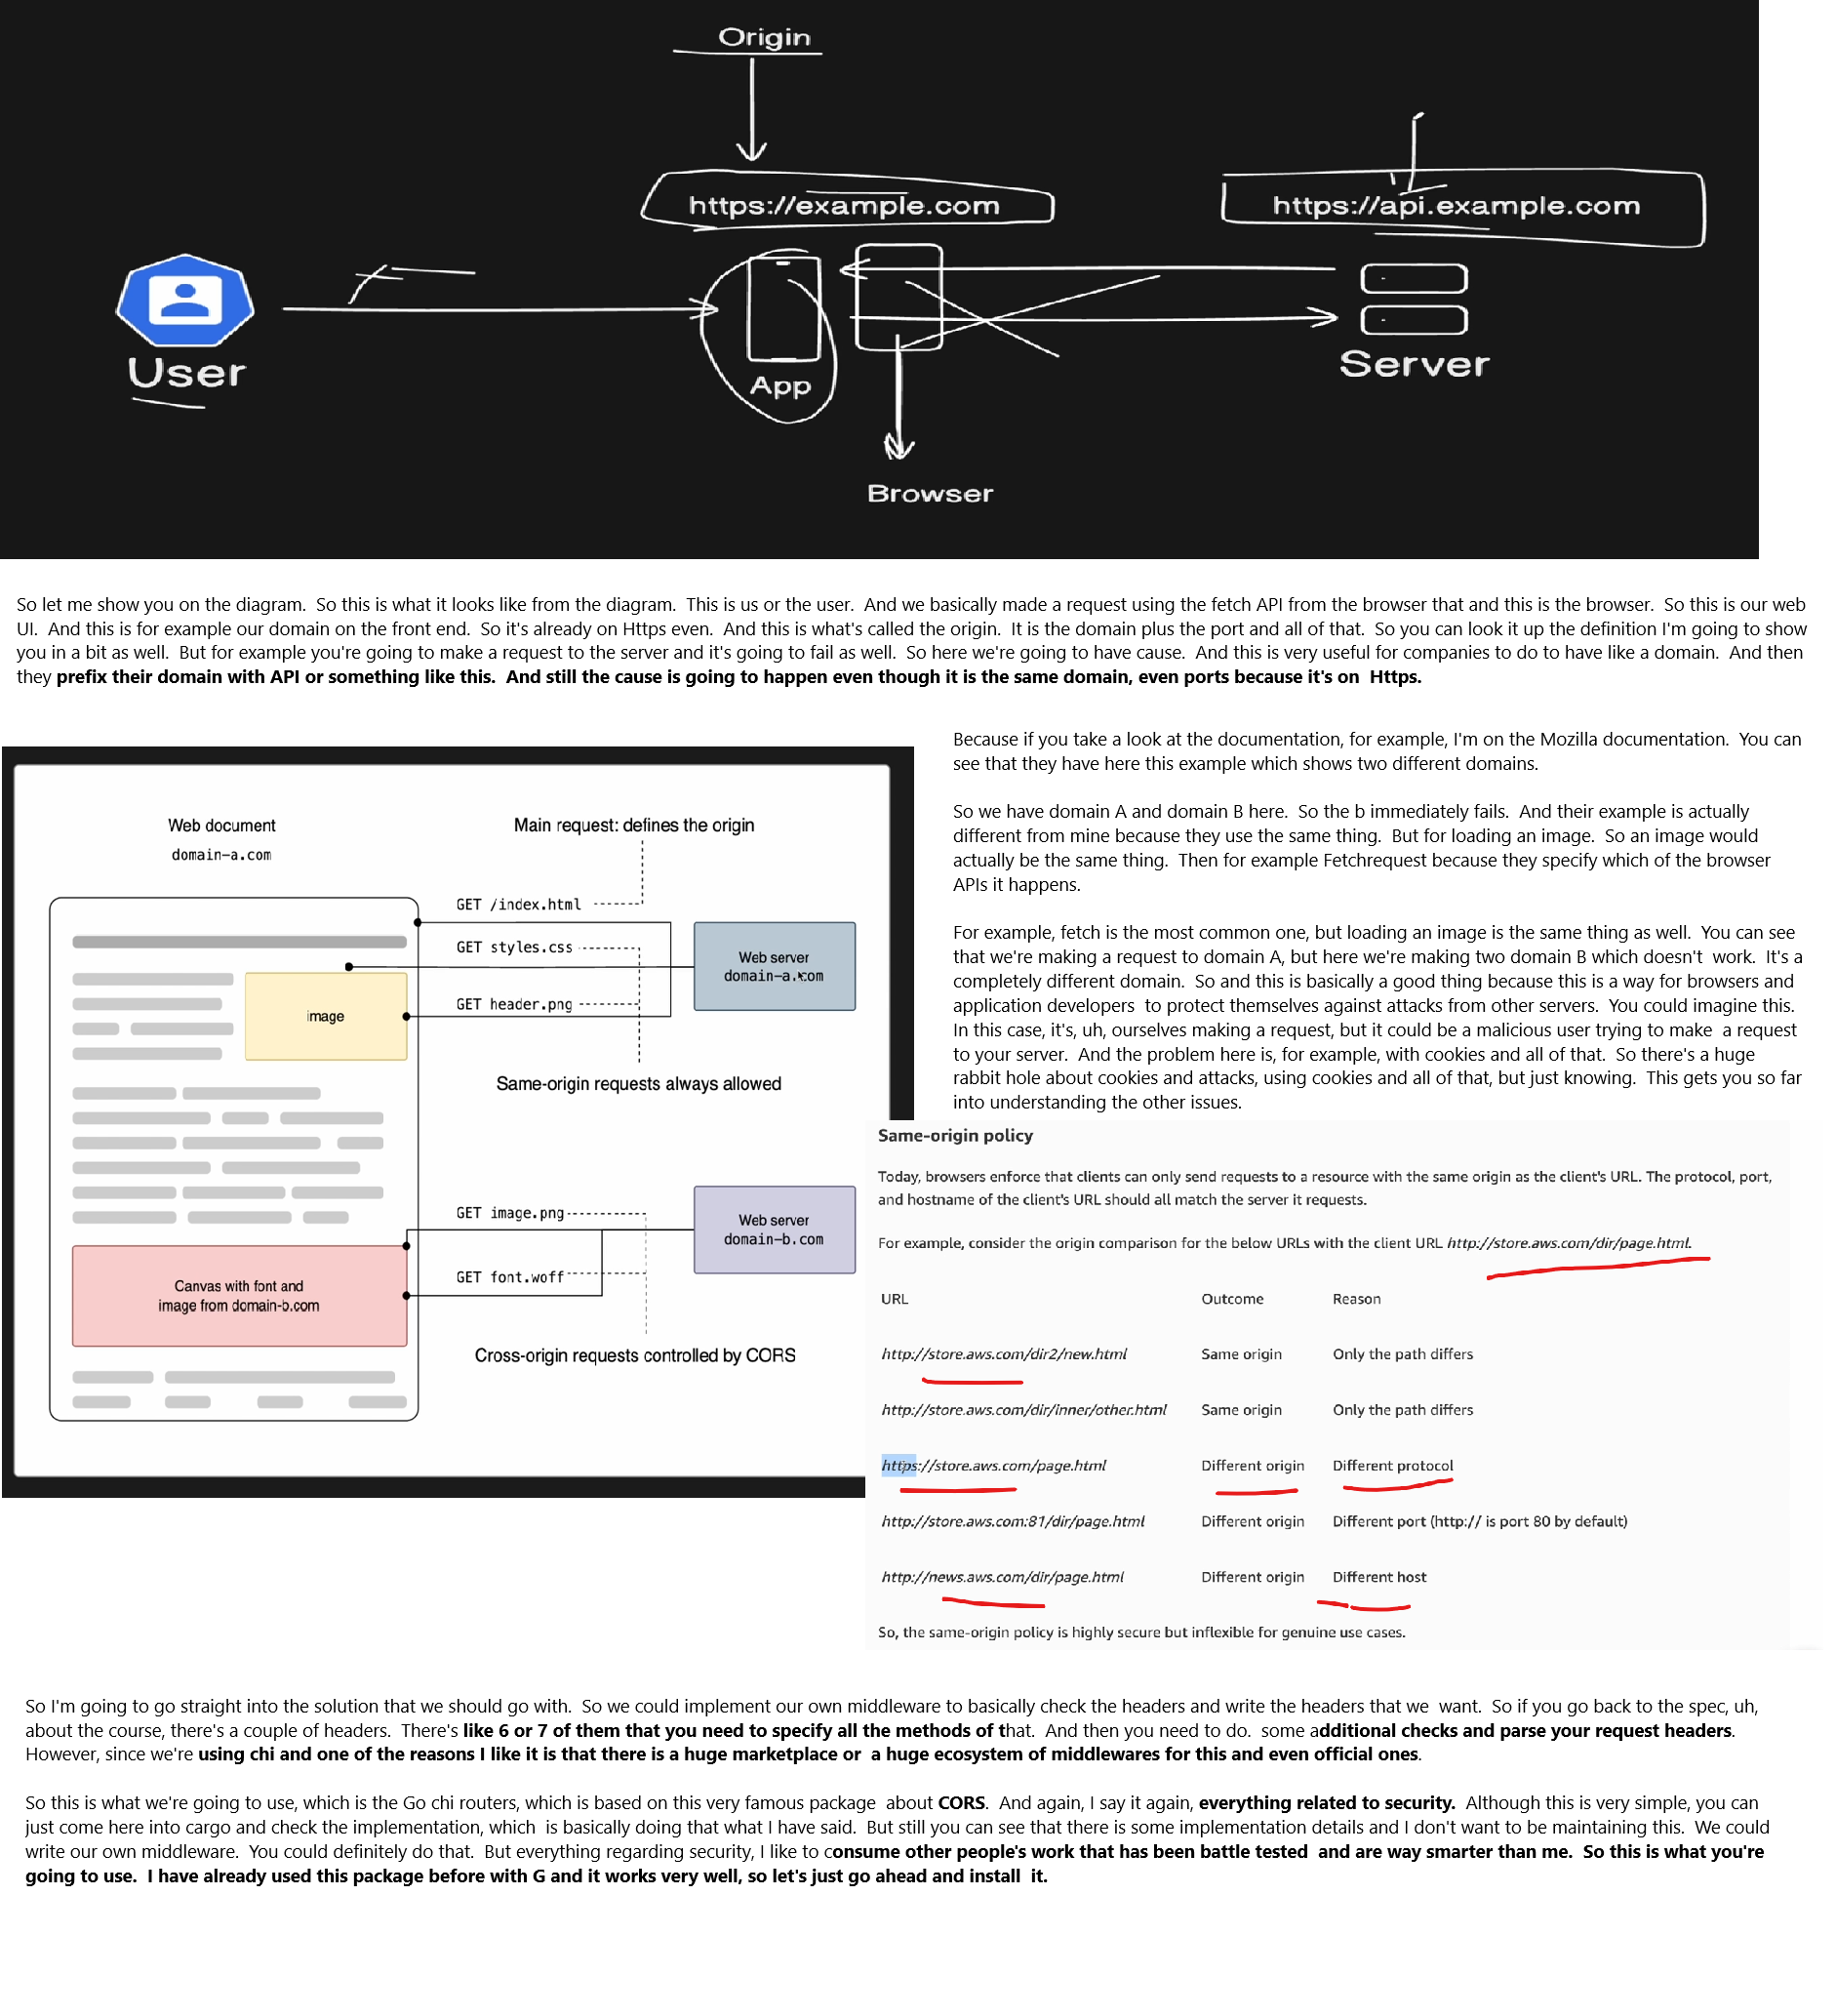 Origin
https://example.com
https://api.example.com
User
App
Server
Browser
So let me show you on the diagram.  So this is what it looks like from the diagram.  This is us or the user.  And we basically made a request using the fetch API from the browser that and this is the browser.  So this is our web
UI.  And this is for example our domain on the front end.  So it's already on Https even.  And this is what's called the origin.  It is the domain plus the port and all of that.  So you can look it up the definition I'm going to show
you in a bit as well.  But for example you're going to make a request to the server and it's going to fail as well.  So here we're going to have cause.  And this is very useful for companies to do to have like a domain.  And then
they prefix their domain with API or something like this.  And still the cause is going to happen even though it is the same domain, even ports because it's on  Https.
Web document
domain-a.com
Main request: defines the origin
GET /index.html
GET styles.css
GET header.png
image
Web server
domain-a.com
Same-origin requests always allowed
GET image.png
GET font.woff
Web server
domain-b.com
Canvas with font and
image from domain-b.com
Cross-origin requests controlled by CORS
Because if you take a look at the documentation, for example, I'm on the Mozilla documentation.  You can
see that they have here this example which shows two different domains.
So we have domain A and domain B here.  So the b immediately fails.  And their example is actually
different from mine because they use the same thing.  But for loading an image.  So an image would
actually be the same thing.  Then for example Fetchrequest because they specify which of the browser
APIs it happens.
For example, fetch is the most common one, but loading an image is the same thing as well.  You can see
that we're making a request to domain A, but here we're making two domain B which doesn't  work.  It's a
completely different domain.  So and this is basically a good thing because this is a way for browsers and
application developers  to protect themselves against attacks from other servers.  You could imagine this.
In this case, it's, uh, ourselves making a request, but it could be a malicious user trying to make  a request
to your server.  And the problem here is, for example, with cookies and all of that.  So there's a huge
rabbit hole about cookies and attacks, using cookies and all of that, but just knowing.  This gets you so far
into understanding the other issues.
Same-origin policy
Today, browsers enforce that clients can only send requests to a resource with the same origin as the client's URL. The protocol, port,
and hostname of the client's URL should all match the server it requests.
For example, consider the origin comparison for the below URLs with the client URL http://store.aws.com/dir/page.html.
URL Outcome Reason
http://store.aws.com/dir2/new.html Same origin Only the path differs
http://store.aws.com/dir/inner/other.html Same origin Only the path differs
https://store.aws.com/page.html Different origin Different protocol
http://store.aws.com:81/dir/page.html Different origin Different port (http:// is port 80 by default)
http://news.aws.com/dir/page.html Different origin Different host
So, the same-origin policy is highly secure but inflexible for genuine use cases.
So I'm going to go straight into the solution that we should go with.  So we could implement our own middleware to basically check the headers and write the headers that we  want.  So if you go back to the spec, uh,
about the course, there's a couple of headers.  There's like 6 or 7 of them that you need to specify all the methods of that.  And then you need to do.  some additional checks and parse your request headers.
However, since we're using chi and one of the reasons I like it is that there is a huge marketplace or  a huge ecosystem of middlewares for this and even official ones.
So this is what we're going to use, which is the Go chi routers, which is based on this very famous package  about CORS.  And again, I say it again, everything related to security.  Although this is very simple, you can
just come here into cargo and check the implementation, which  is basically doing that what I have said.  But still you can see that there is some implementation details and I don't want to be maintaining this.  We could
write our own middleware.  You could definitely do that.  But everything regarding security, I like to consume other people's work that has been battle tested  and are way smarter than me.  So this is what you're
going to use.  I have already used this package before with G and it works very well, so let's just go ahead and install  it.